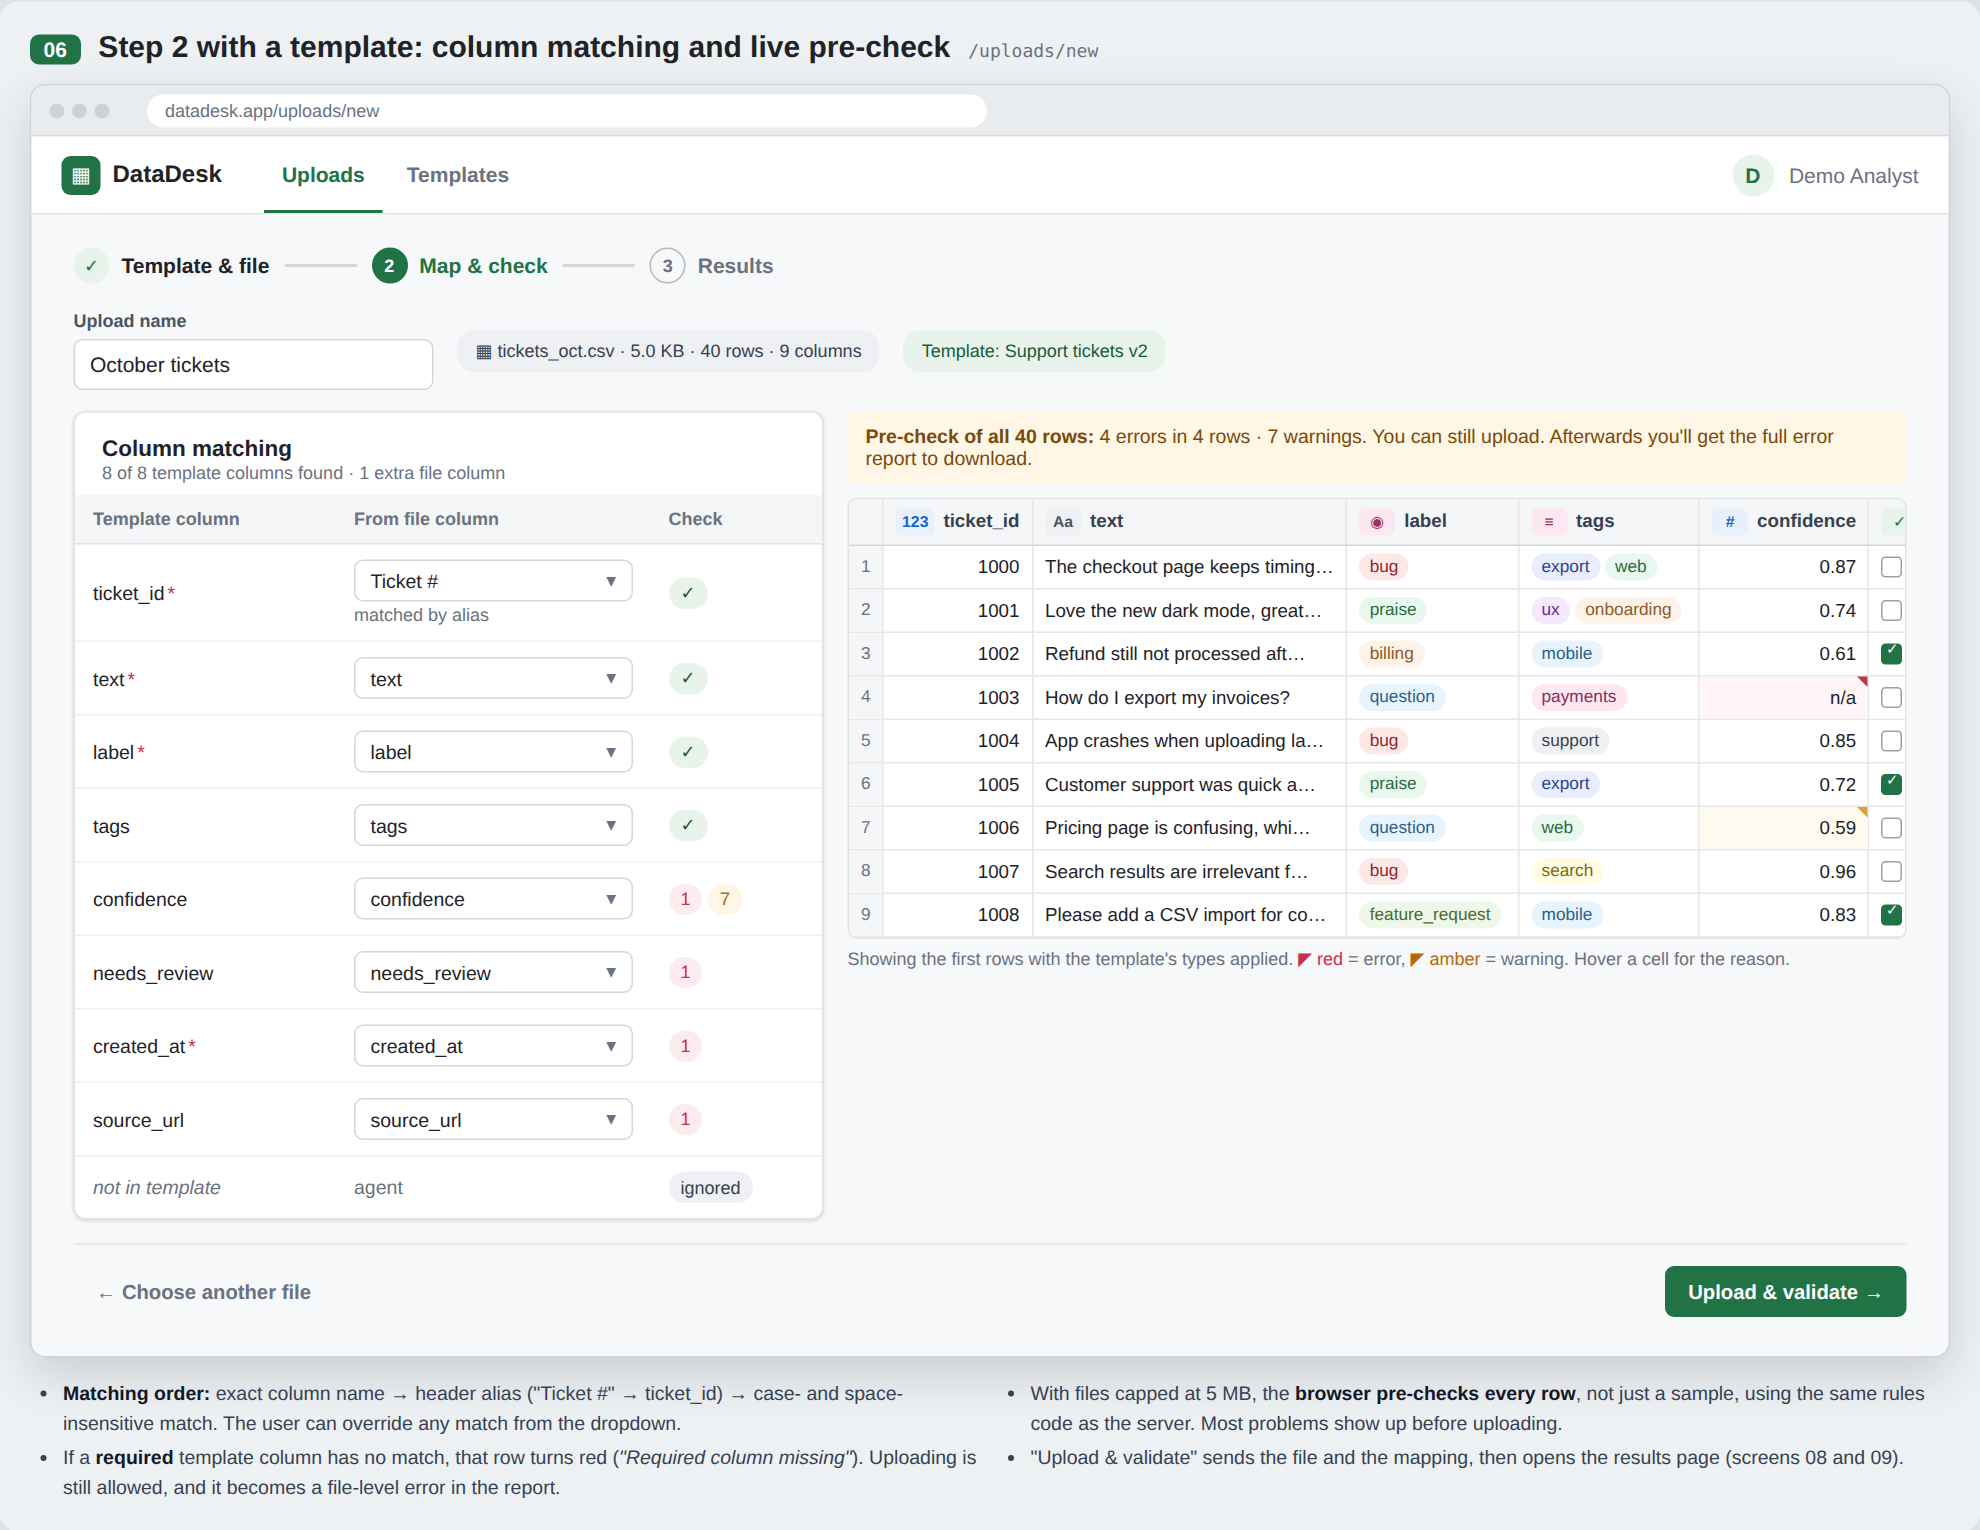 06 Step 2 with a template: column matching and live pre-check /uploads/new
datadesk.app/uploads/new
DataDesk Uploads Templates D Demo Analyst
✓ Template & file 2 Map & check 3 Results
Upload name
October tickets
tickets_oct.csv · 5.0 KB · 40 rows · 9 columns
Template: Support tickets v2
Column matching
8 of 8 template columns found · 1 extra file column
Template column From file column Check
ticket_id* Ticket # ▼ ✓
matched by alias
text* text ▼ ✓
label* label ▼ ✓
tags tags ▼ ✓
confidence confidence ▼ 1 7
needs_review needs_review ▼ 1
created_at* created_at ▼ 1
source_url source_url ▼ 1
not in template agent ignored
Pre-check of all 40 rows: 4 errors in 4 rows · 7 warnings. You can still upload. Afterwards you'll get the full error
report to download.
123 ticket_id Aa text ◉ label ≡ tags # confidence ✓
1 1000 The checkout page keeps timing… bug export web 0.87
2 1001 Love the new dark mode, great… praise ux onboarding 0.74
3 1002 Refund still not processed aft… billing mobile 0.61 ✓
4 1003 How do I export my invoices? question payments n/a
5 1004 App crashes when uploading la… bug support 0.85
6 1005 Customer support was quick a… praise export 0.72 ✓
7 1006 Pricing page is confusing, whi… question web 0.59
8 1007 Search results are irrelevant f… bug search 0.96
9 1008 Please add a CSV import for co… feature_request mobile 0.83 ✓
Showing the first rows with the template's types applied. ◤ red = error, ◤ amber = warning. Hover a cell for the reason.
← Choose another file
Upload & validate →
• Matching order: exact column name → header alias ("Ticket #" → ticket_id) → case- and space-
insensitive match. The user can override any match from the dropdown.
• If a required template column has no match, that row turns red ("Required column missing"). Uploading is
still allowed, and it becomes a file-level error in the report.
• With files capped at 5 MB, the browser pre-checks every row, not just a sample, using the same rules
code as the server. Most problems show up before uploading.
• "Upload & validate" sends the file and the mapping, then opens the results page (screens 08 and 09).